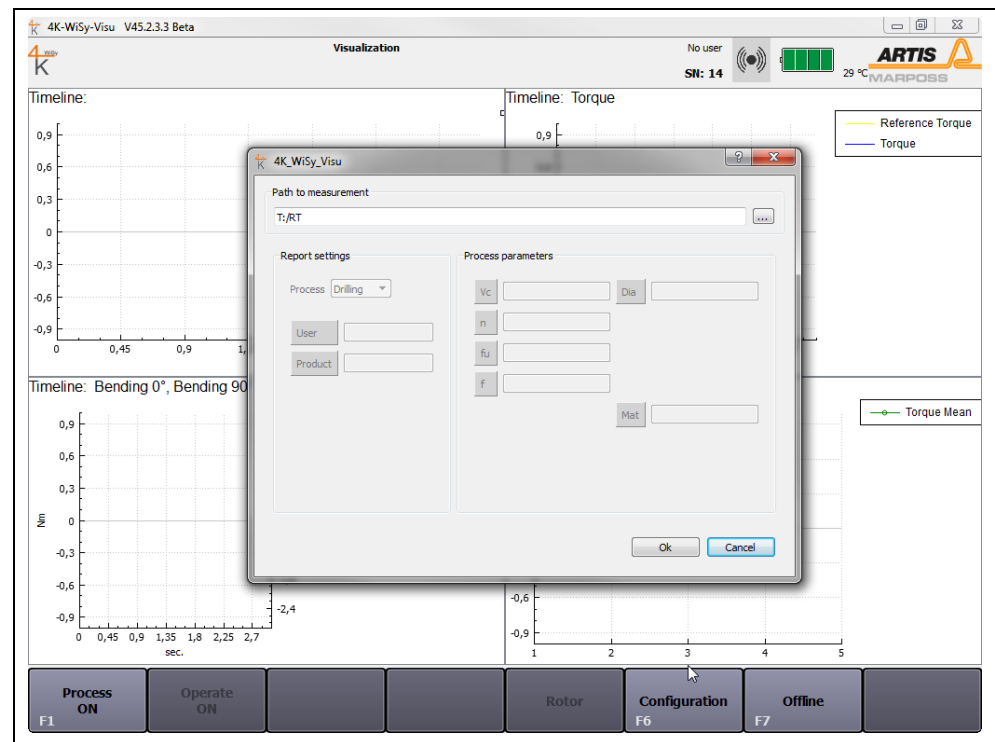 4K-WiSy-Visu V45.2.3.3 Beta
4 WiSy K
Visualization
No user
SN: 14
29 °C
ARTIS
MARPOSS
Timeline:
0,9
0,6
0,3
0
-0,3
-0,6
-0,9
0 0,45 0,9 1,
Timeline: Torque
0,9
Reference Torque
Torque
4K_WiSy_Visu
?
Path to measurement
T:/RT
...
Report settings
Process Drilling
User
Product
Process parameters
Vc
Dia
n
fu
f
Mat
Ok
Cancel
Timeline: Bending 0°, Bending 90
0,9
0,6
0,3
0
-0,3
-0,6
-0,9
Nm
0 0,45 0,9 1,35 1,8 2,25 2,7
sec.
-2,4
Torque Mean
-0,6
-0,9
1 2 3 4 5
Process ON
F1
Operate ON
Rotor
Configuration
F6
Offline
F7